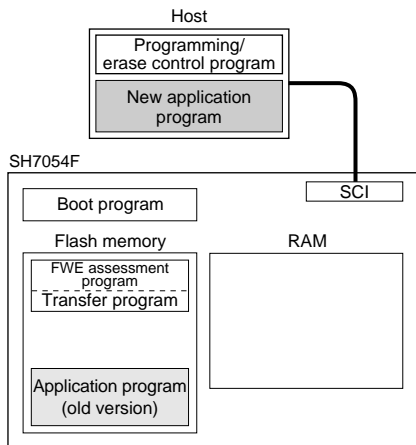 Host
Programming/
erase control program
New application
program
SH7054F
SCI
Boot program
Flash memory
RAM
FWE assessment
program
Transfer program
Application program
(old version)